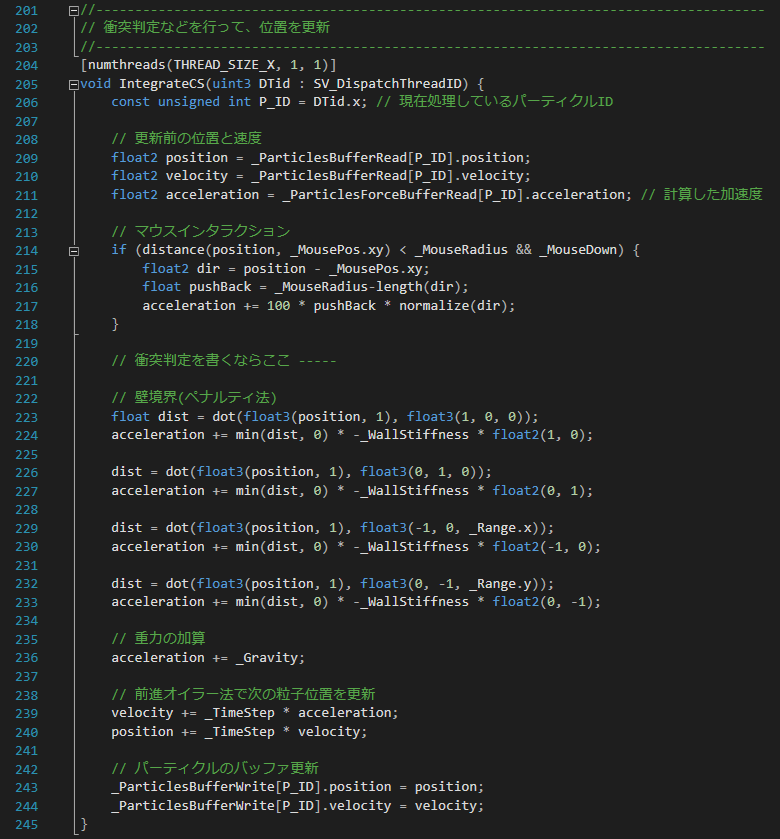 201 //--------------------------------------------------------------------------------------
202 // 衝突判定などを行って、位置を更新
203 //--------------------------------------------------------------------------------------
204 [numthreads(THREAD_SIZE_X, 1, 1)]
205 void IntegrateCS(uint3 DTid : SV_DispatchThreadID) {
206     const unsigned int P_ID = DTid.x; // 現在処理しているパーティクルID
207
208     // 更新前の位置と速度
209     float2 position = _ParticlesBufferRead[P_ID].position;
210     float2 velocity = _ParticlesBufferRead[P_ID].velocity;
211     float2 acceleration = _ParticlesForceBufferRead[P_ID].acceleration; // 計算した加速度
212
213     // マウスインタラクション
214     if (distance(position, _MousePos.xy) < _MouseRadius && _MouseDown) {
215         float2 dir = position - _MousePos.xy;
216         float pushBack = _MouseRadius-length(dir);
217         acceleration += 100 * pushBack * normalize(dir);
218     }
219
220     // 衝突判定を書くならここ -----
221
222     // 壁境界(ペナルティ法)
223     float dist = dot(float3(position, 1), float3(1, 0, 0));
224     acceleration += min(dist, 0) * -_WallStiffness * float2(1, 0);
225
226     dist = dot(float3(position, 1), float3(0, 1, 0));
227     acceleration += min(dist, 0) * -_WallStiffness * float2(0, 1);
228
229     dist = dot(float3(position, 1), float3(-1, 0, _Range.x));
230     acceleration += min(dist, 0) * -_WallStiffness * float2(-1, 0);
231
232     dist = dot(float3(position, 1), float3(0, -1, _Range.y));
233     acceleration += min(dist, 0) * -_WallStiffness * float2(0, -1);
234
235     // 重力の加算
236     acceleration += _Gravity;
237
238     // 前進オイラー法で次の粒子位置を更新
239     velocity += _TimeStep * acceleration;
240     position += _TimeStep * velocity;
241
242     // パーティクルのバッファ更新
243     _ParticlesBufferWrite[P_ID].position = position;
244     _ParticlesBufferWrite[P_ID].velocity = velocity;
245 }